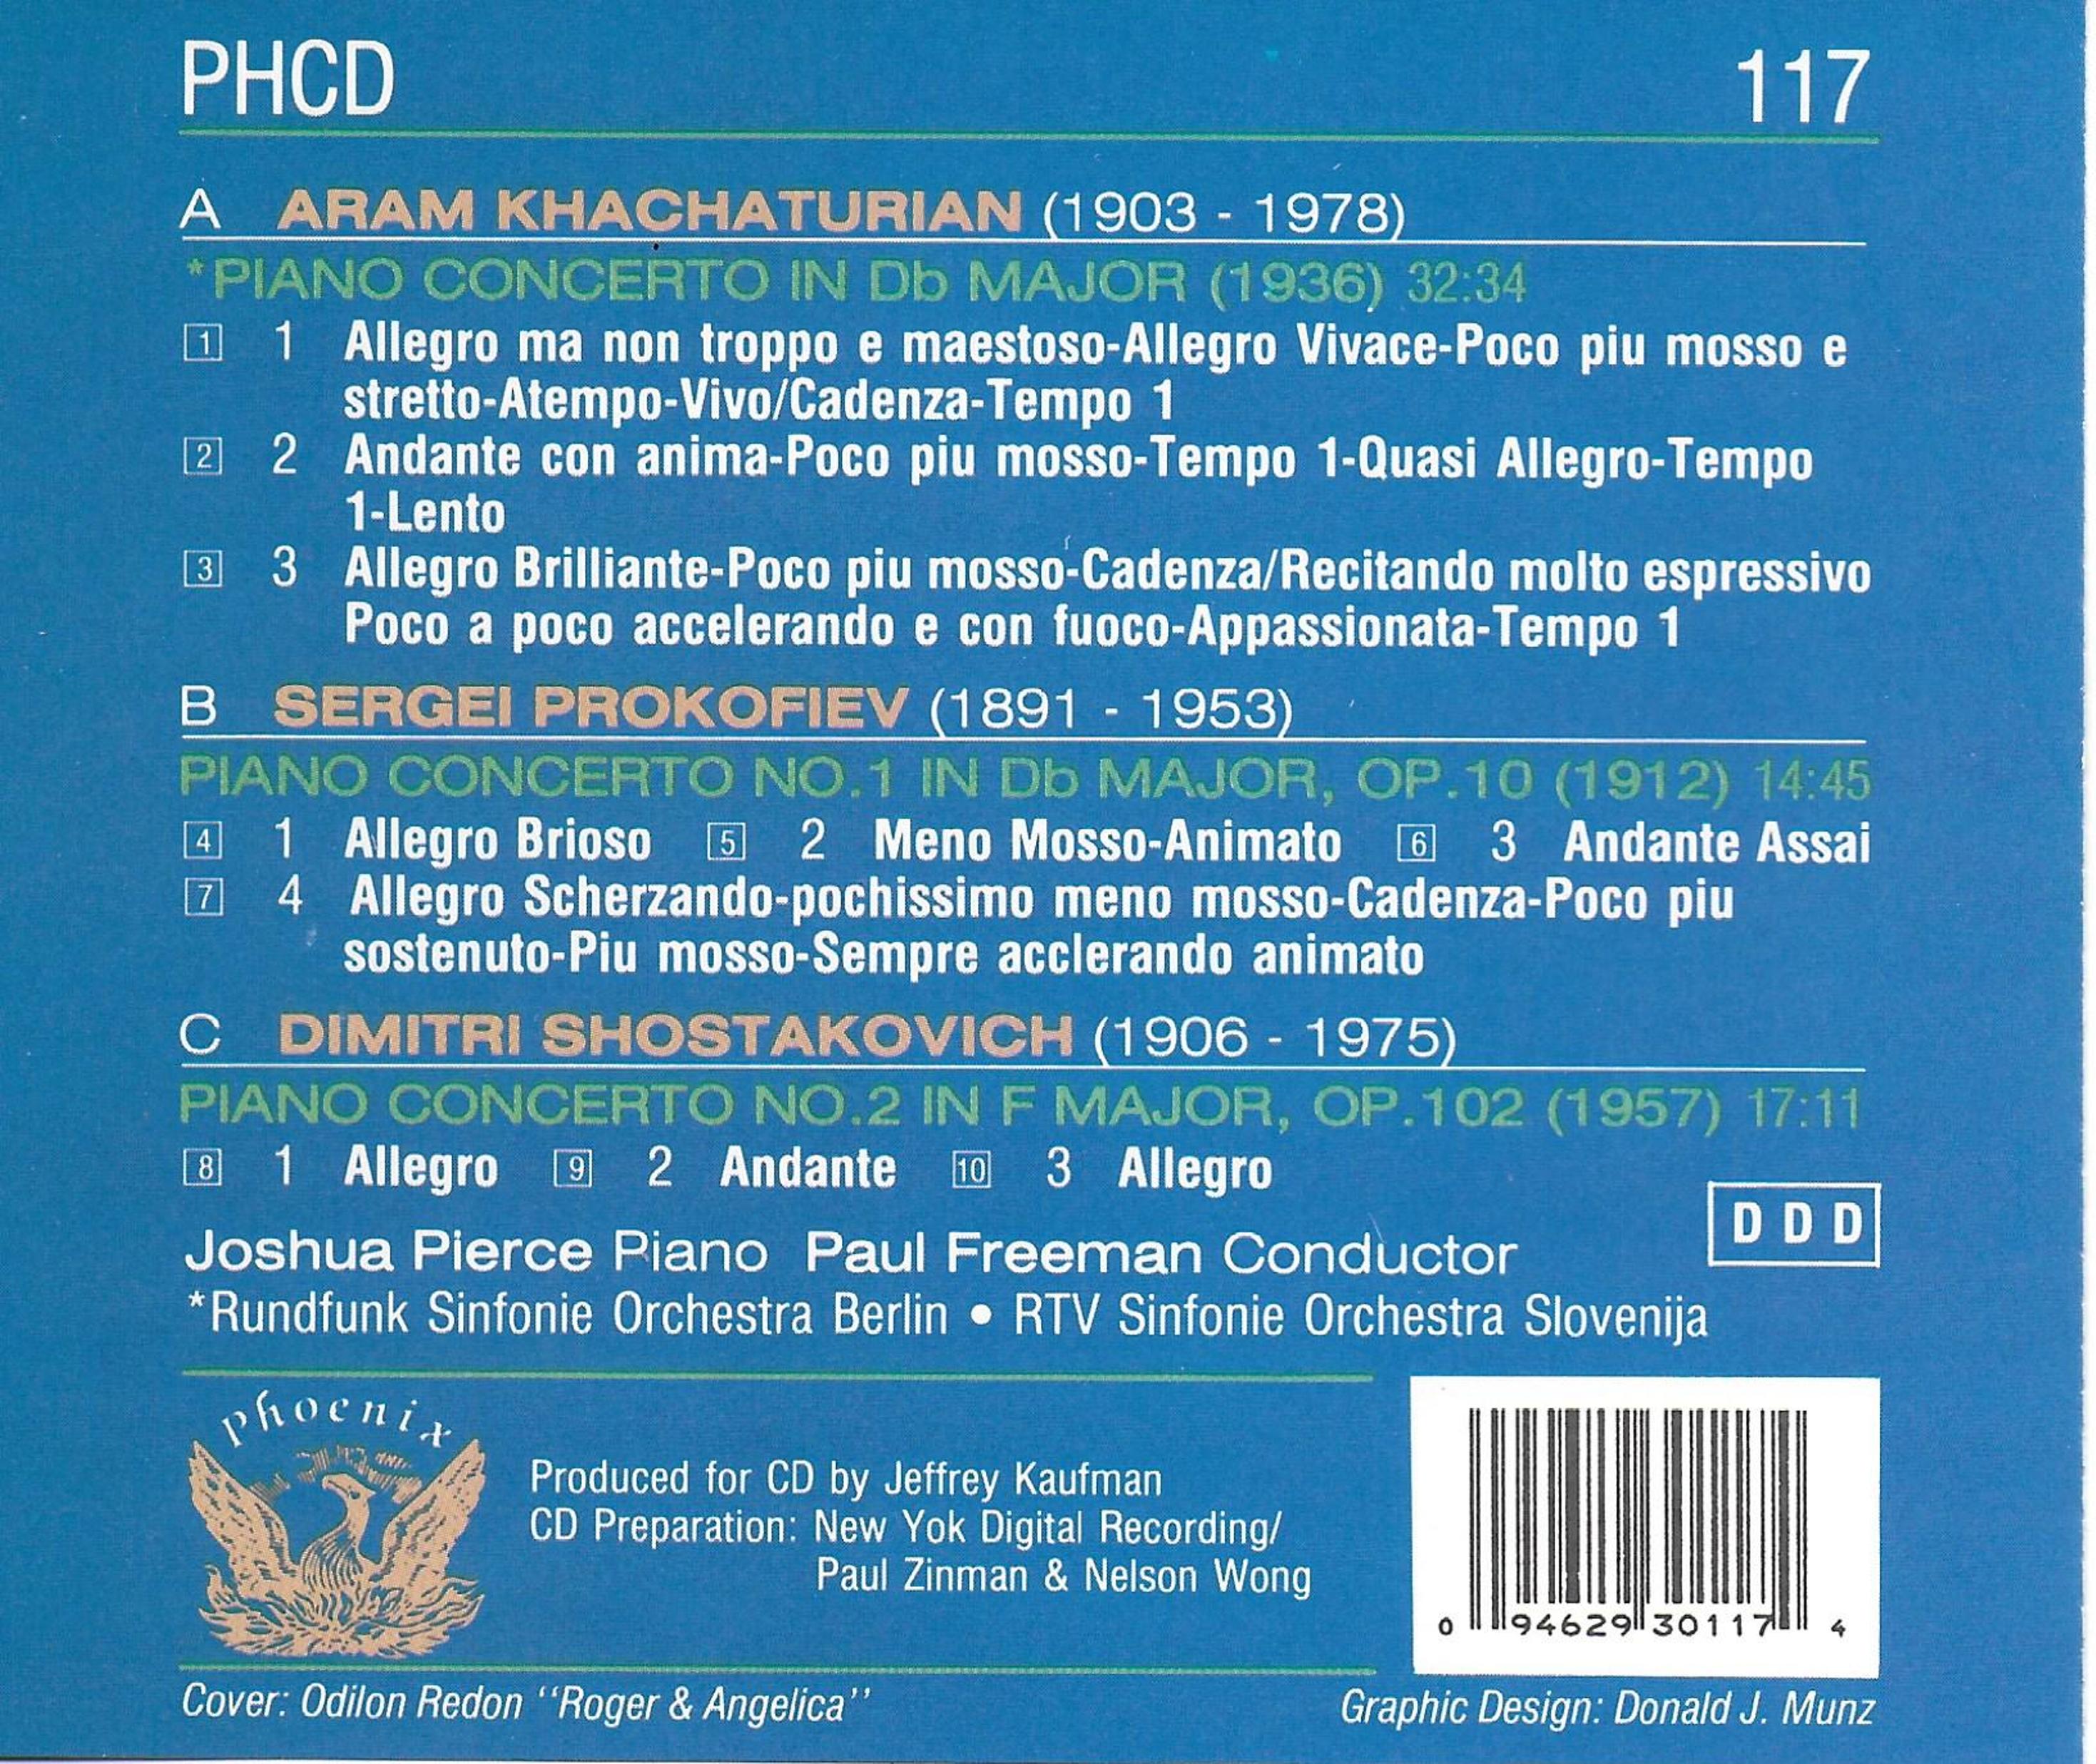 PHCD 117
A ARAM KHACHATURIAN (1903 - 1978)
*PIANO CONCERTO IN Db MAJOR (1936) 32:34
1 1 Allegro ma non troppo e maestoso-Allegro Vivace-Poco piu mosso e
stretto-Atempo-Vivo/Cadenza-Tempo 1
2 2 Andante con anima-Poco piu mosso-Tempo 1-Quasi Allegro-Tempo
1-Lento
3 3 Allegro Brilliante-Poco piu mosso-Cadenza/Recitando molto espressivo
Poco a poco accelerando e con fuoco-Appassionata-Tempo 1
B SERGEI PROKOFIEV (1891 - 1953)
PIANO CONCERTO NO.1 IN Db MAJOR, OP.10 (1912) 14:45
4 1 Allegro Brioso 5 2 Meno Mosso-Animato 6 3 Andante Assai
7 4 Allegro Scherzando-pochissimo meno mosso-Cadenza-Poco piu
sostenuto-Piu mosso-Sempre acclerando animato
C DIMITRI SHOSTAKOVICH (1906 - 1975)
PIANO CONCERTO NO.2 IN F MAJOR, OP.102 (1957) 17:11
8 1 Allegro 9 2 Andante 10 3 Allegro
D D D
Joshua Pierce Piano Paul Freeman Conductor
*Rundfunk Sinfonie Orchestra Berlin • RTV Sinfonie Orchestra Slovenija
Phoenix
Produced for CD by Jeffrey Kaufman
CD Preparation: New Yok Digital Recording/
Paul Zinman & Nelson Wong
0 94629 30117 4
Cover: Odilon Redon "Roger & Angelica"
Graphic Design: Donald J. Munz